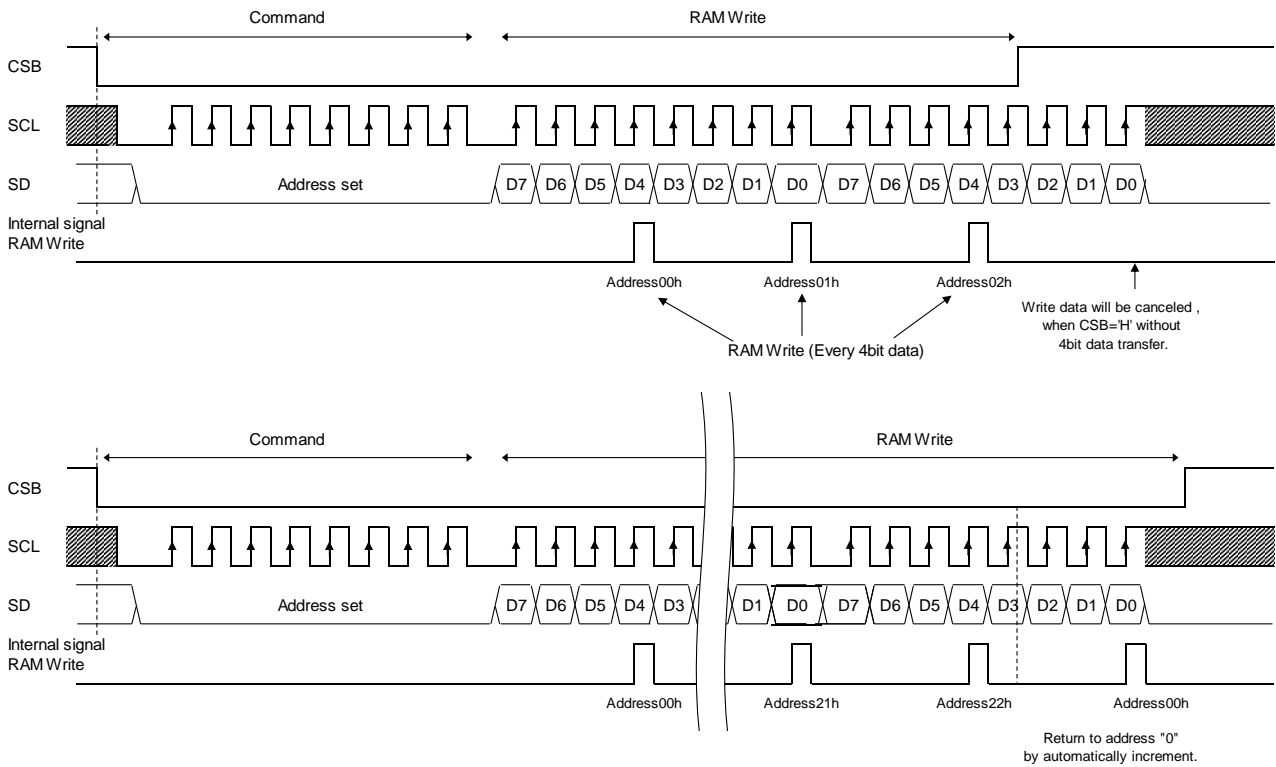 Command RAM Write
CSB
SCL
SD Address set D7 D6 D5 D4 D3 D2 D1 D0 D7 D6 D5 D4 D3 D2 D1 D0
Internal signal
RAM Write
Address00h Address01h Address02h
Write data will be canceled ,
when CSB='H' without
4bit data transfer.
RAM Write (Every 4bit data)
Command RAM Write
CSB
SCL
SD Address set D7 D6 D5 D4 D3 D1 D0 D7 D6 D5 D4 D3 D2 D1 D0
Internal signal
RAM Write
Address00h Address21h Address22h Address00h
Return to address "0"
by automatically increment.